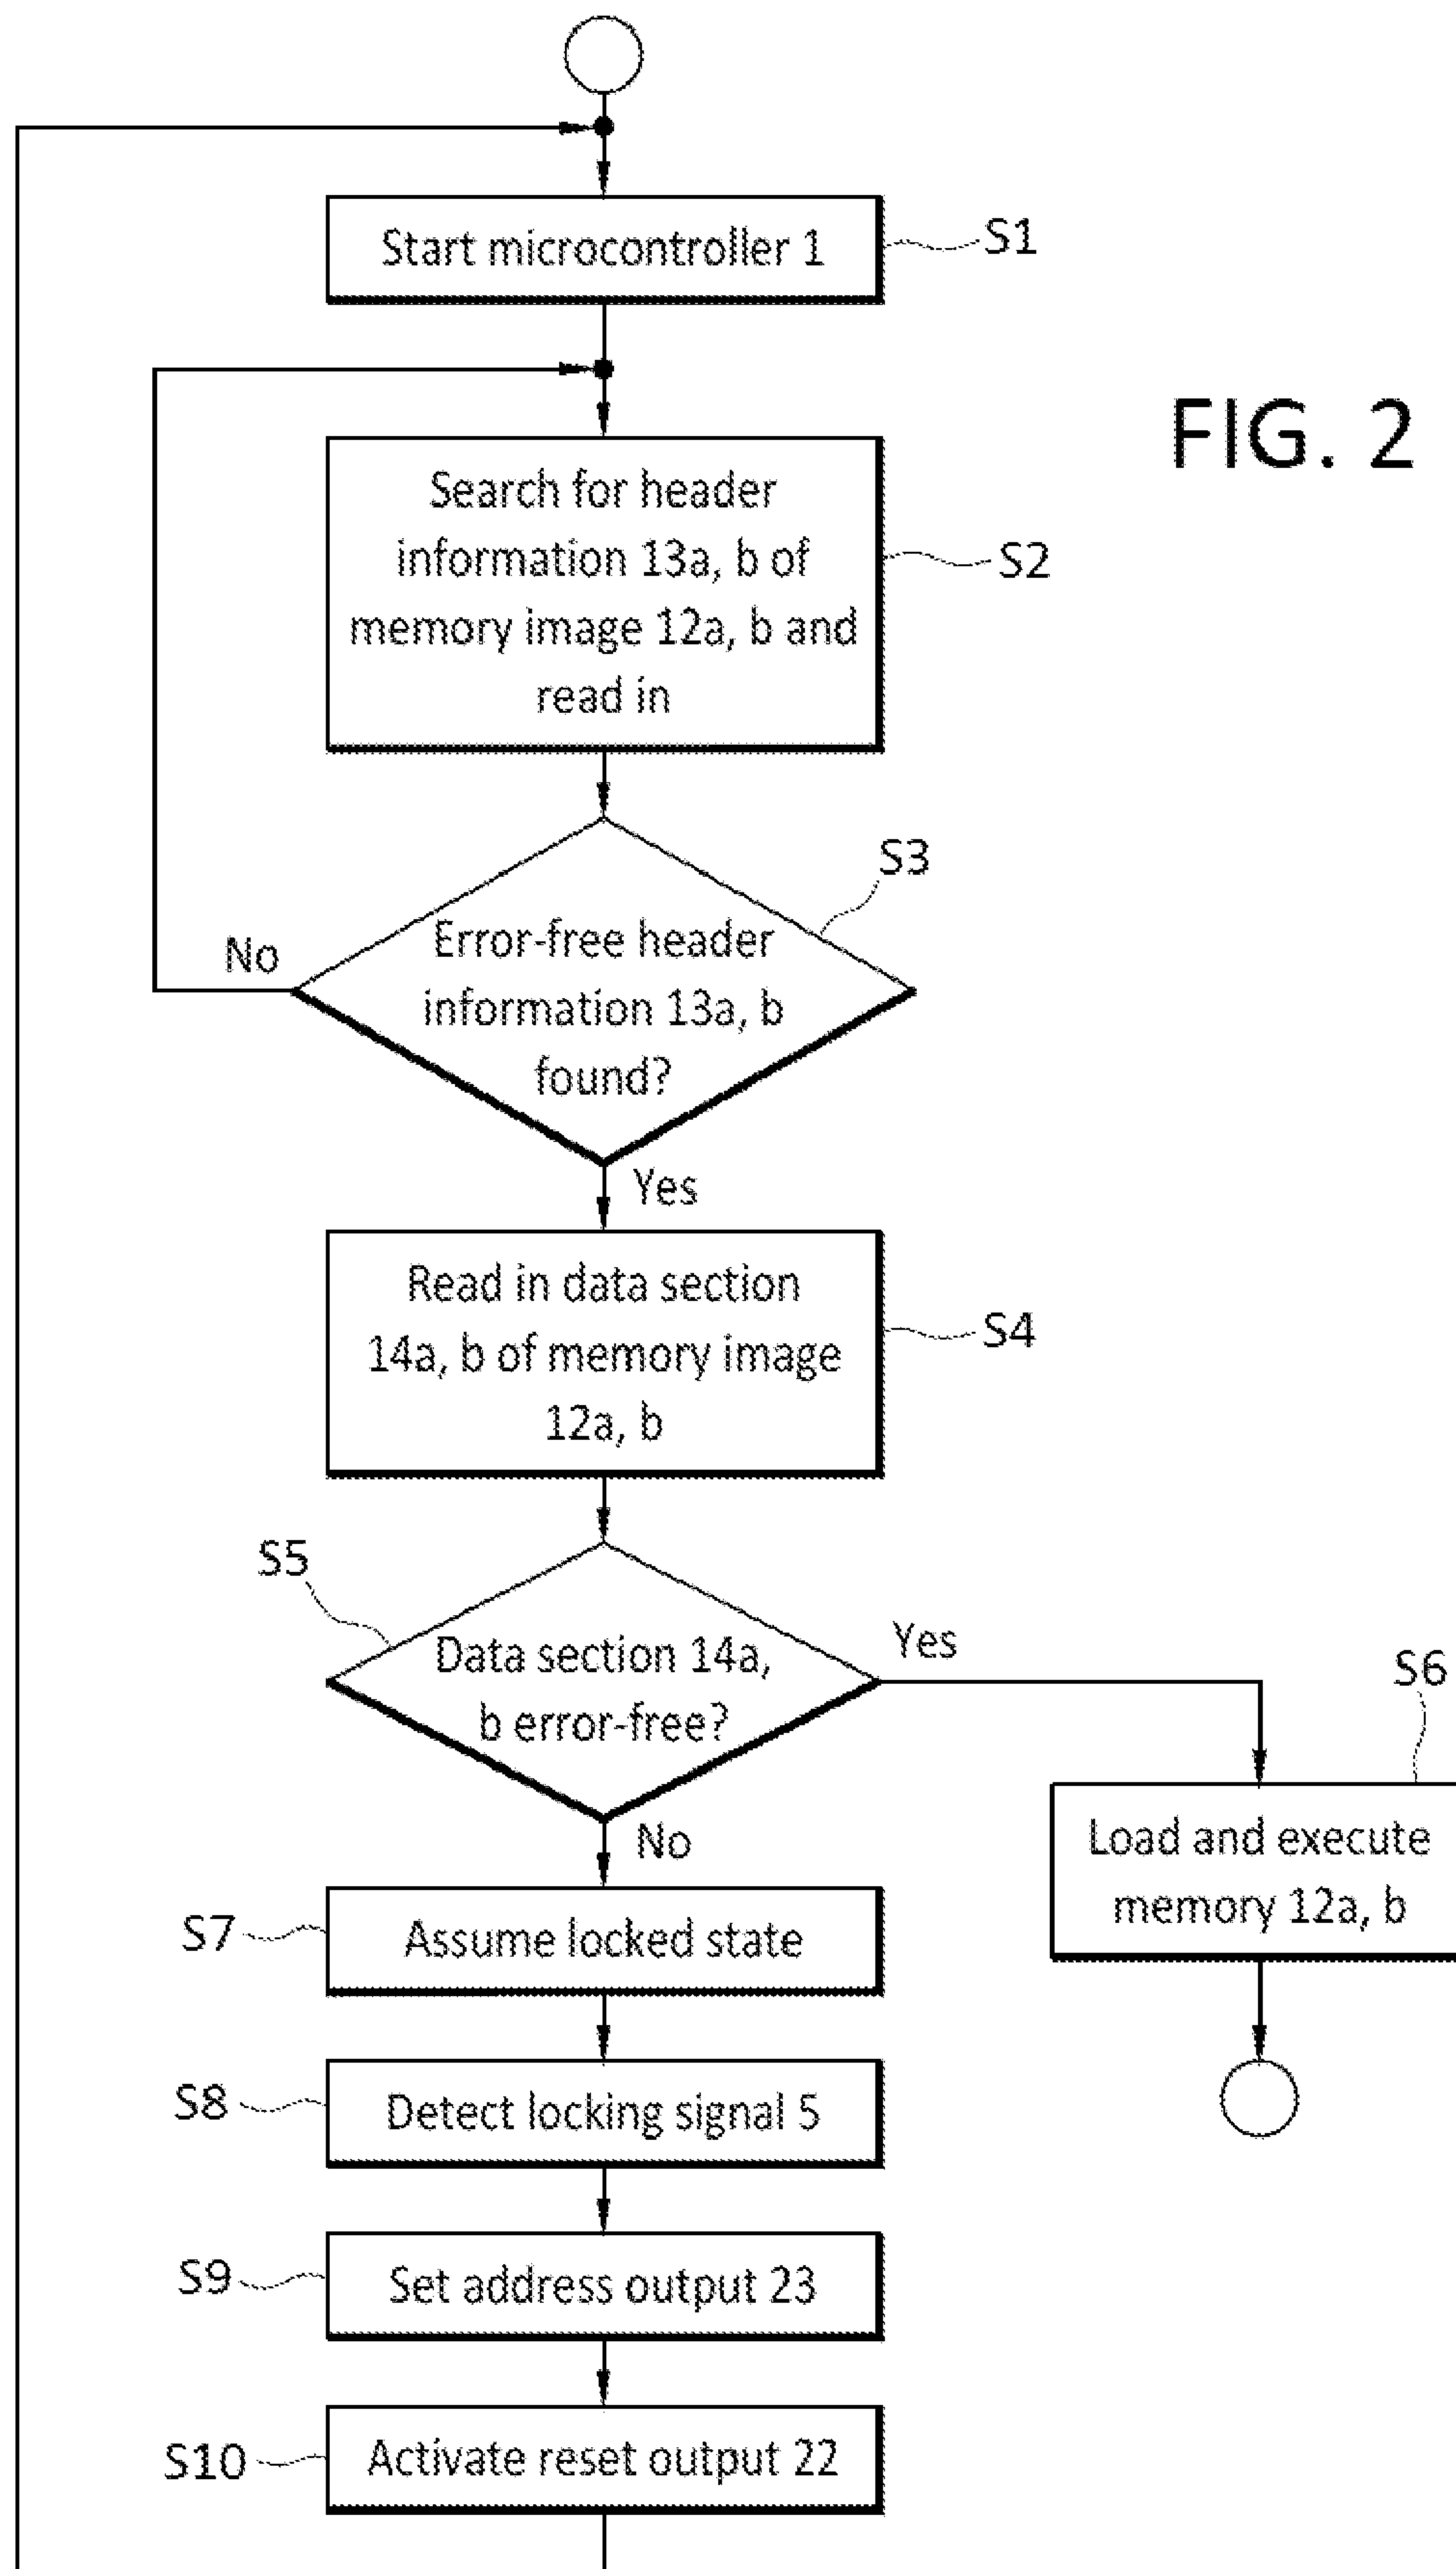 Start microcontroller 1
S1
FIG. 2
Search for header
information 13a, b of
memory image 12a, b and
read in
S2
S3
Error-free header
information 13a, b
found?
No
Yes
Read in data section
14a, b of memory image
12a, b
S4
S5
Data section 14a,
b error-free?
Yes
No
S6
Load and execute
memory 12a, b
S7
Assume locked state
S8
Detect locking signal 5
S9
Set address output 23
S10
Activate reset output 22